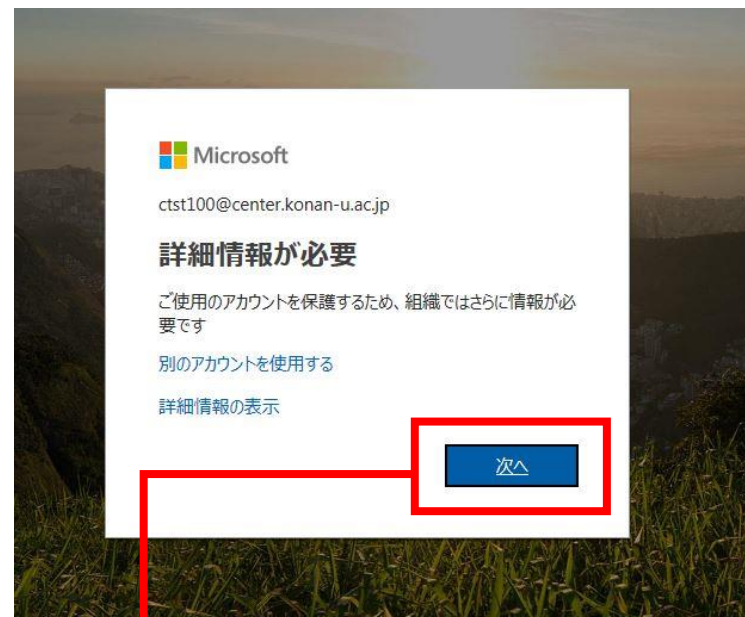 Microsoft
ctst100@center.konan-u.ac.jp
詳細情報が必要
ご使用のアカウントを保護するため、組織ではさらに情報が必
要です
別のアカウントを使用する
詳細情報の表示
次へ